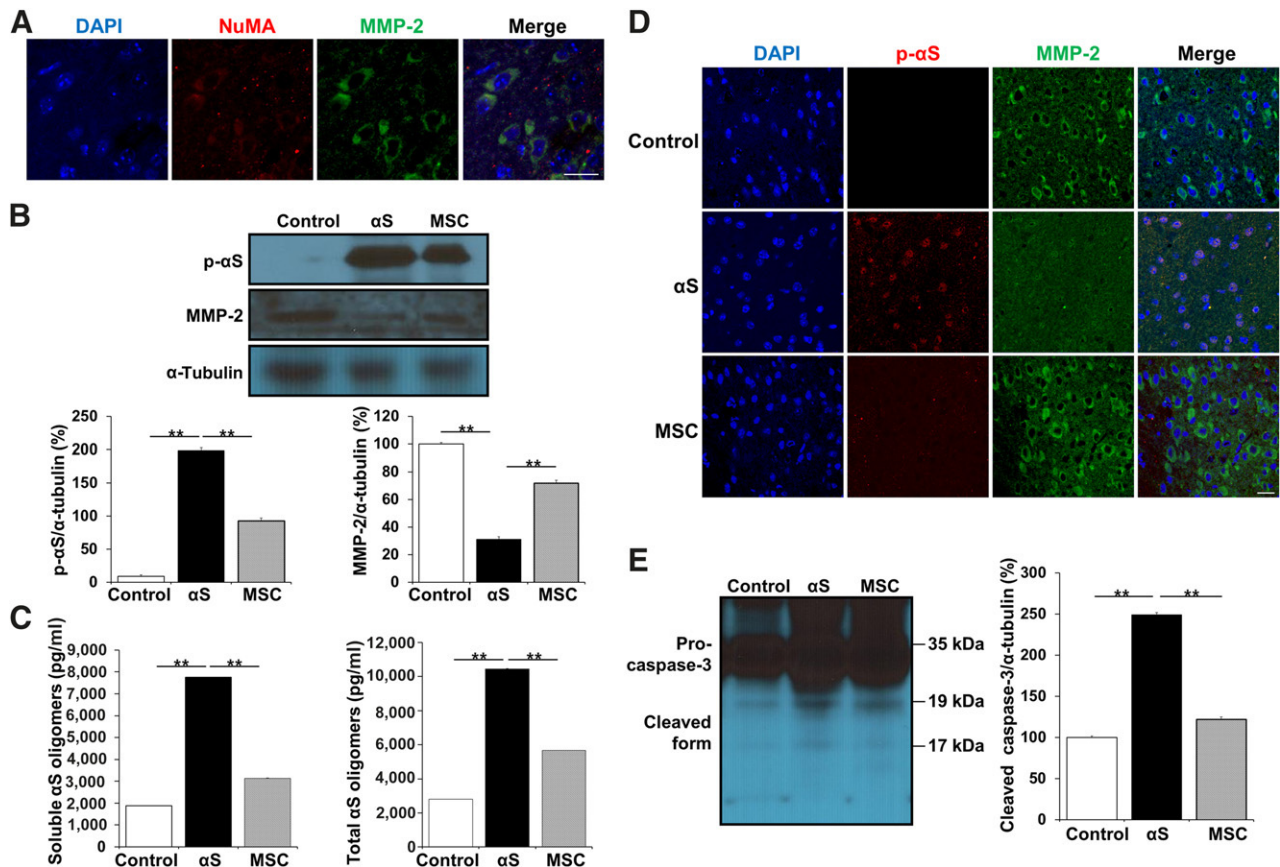 A
DAPI NuMA MMP-2 Merge
B
Control αS MSC
p-αS
MMP-2
α-Tubulin
p-αS/α-tubulin (%)
250
200
150
100
50
0
** **
Control αS MSC
MMP-2/α-tubulin (%)
120
100
80
60
40
20
0
**
**
Control αS MSC
C
Soluble αS oligomers (pg/ml)
9,000
8,000
7,000
6,000
5,000
4,000
3,000
2,000
1,000
0
** **
Control αS MSC
Total αS oligomers (pg/ml)
12,000
10,000
8,000
6,000
4,000
2,000
0
** **
Control αS MSC
D
DAPI p-αS MMP-2 Merge
Control
αS
MSC
E
Control αS MSC
Pro-
caspase-3
Cleaved
form
35 kDa
19 kDa
17 kDa
Cleaved caspase-3/α-tubulin (%)
300
250
200
150
100
50
0
** **
Control αS MSC